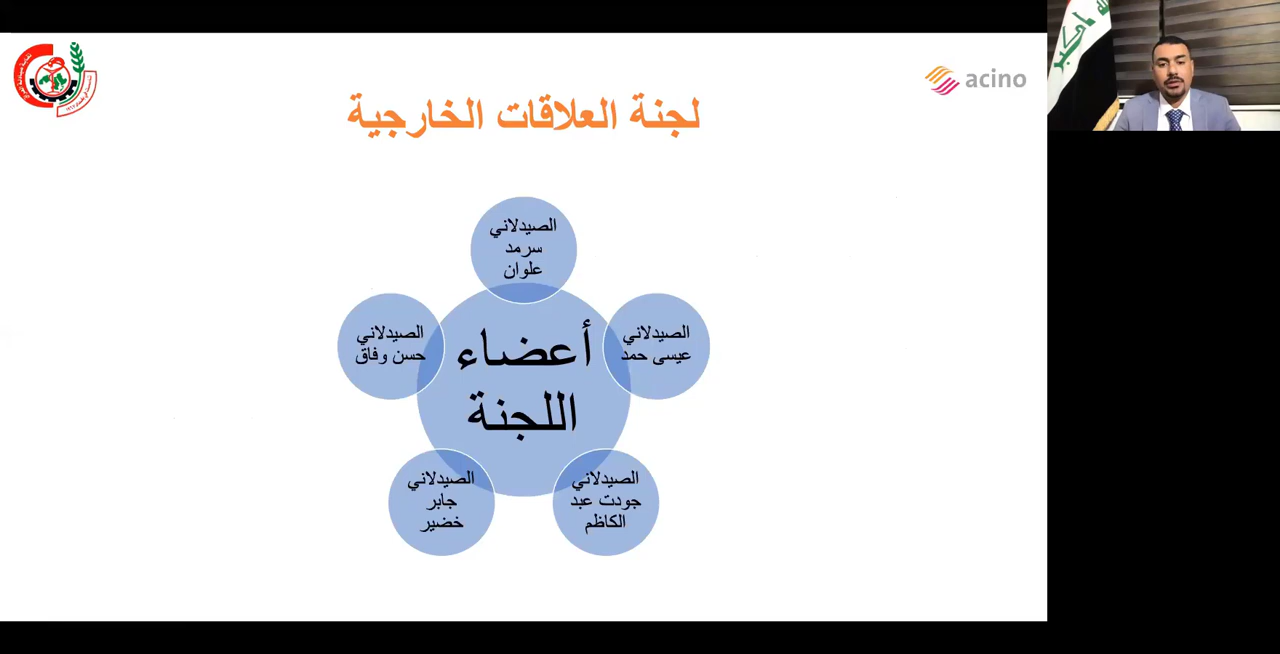 acino
لجنة العلاقات الخارجية
الصيدلاني
سرمد
علوان
الصيدلاني
عيسى حمد
الصيدلاني
جودت عبد
الكاظم
الصيدلاني
جابر
خضير
الصيدلاني
حسن وفاق
أعضاء
اللجنة